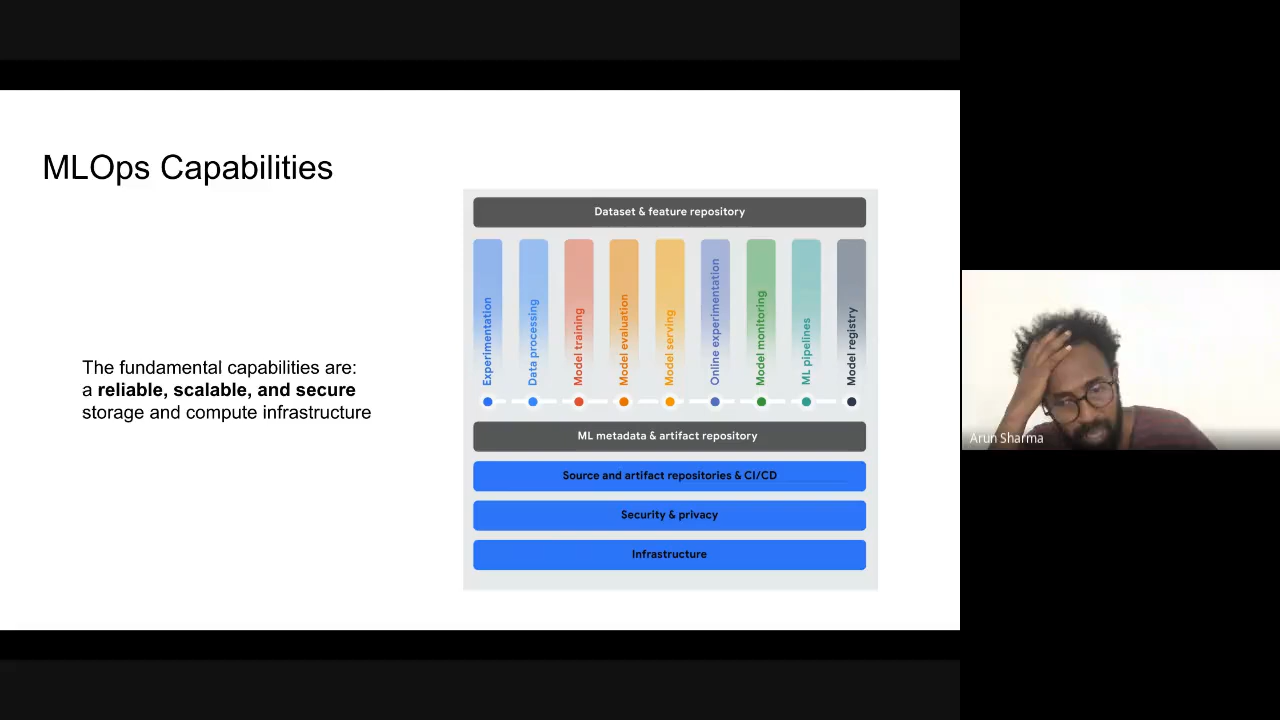 MLOps Capabilities
The fundamental capabilities are:
a reliable, scalable, and secure
storage and compute infrastructure
Dataset & feature repository
Experimentation
Data processing
Model training
Model evaluation
Model serving
Online experimentation
Model monitoring
ML pipelines
Model registry
ML metadata & artifact repository
Source and artifact repositories & CI/CD
Security & privacy
Infrastructure
Arun Sharma